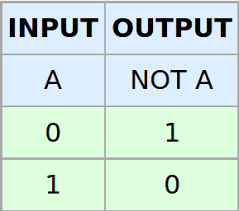 INPUT OUTPUT
A NOT A
0 1
1 0